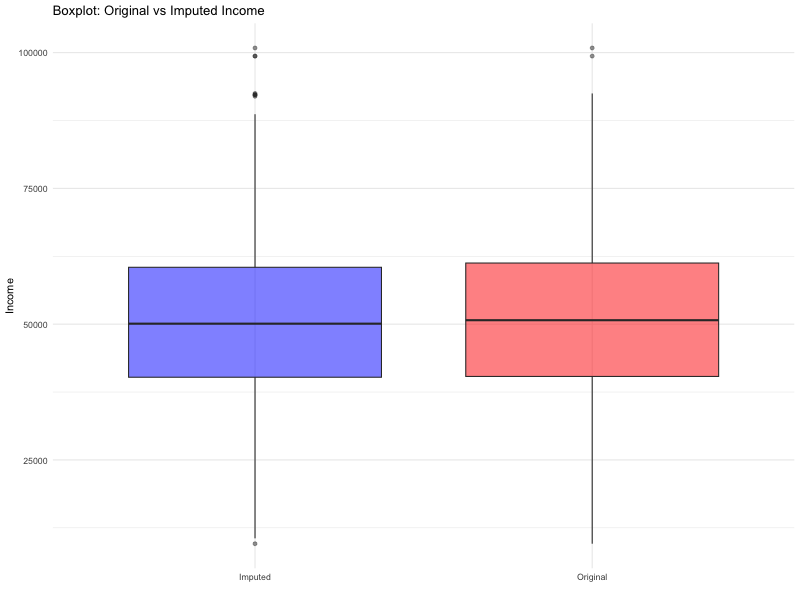 Boxplot: Original vs Imputed Income
100000
75000
50000
25000
Income
Imputed
Original